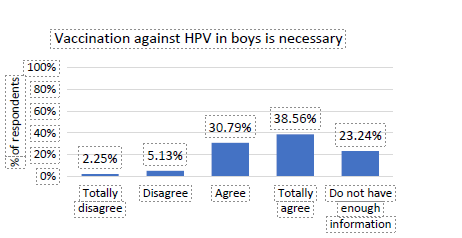 Vaccination against HPV in boys is necessary
% of respondents
100%
80%
60%
40%
20%
0%
2.25%
5.13%
30.79%
38.56%
23.24%
Totally
disagree
Disagree
Agree
Totally
agree
Do not have
enough
information